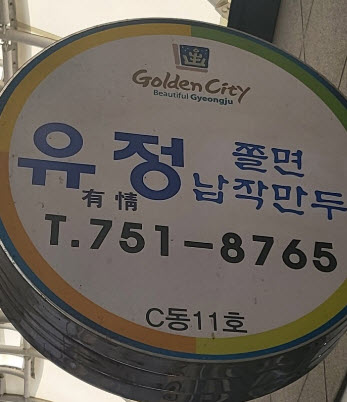 Golden City
Beautiful Gyeongju
유정 쫄면
有情 납작만두
T.751-8765
C동11호